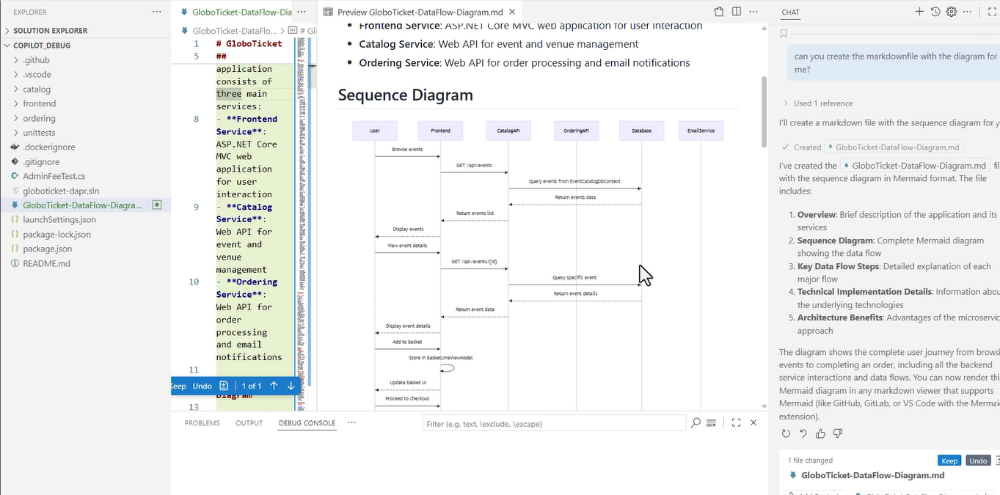 EXPLORER
SOLUTION EXPLORER
COPILOT_DEBUG
.github
.vscode
catalog
frontend
ordering
unittests
.dockerignore
.gitignore
AdminFeeTest.cs
globoticket-dapr.sln
GloboTicket-DataFlow-Diagra...
launchSettings.json
package-lock.json
package.json
README.md
GloboTicket-DataFlow-Dia
GloboTicket-DataFlo...
# Gl
1 # GloboTicket
5 ##
application
consists of
three main
services:
8 - **Frontend
Service**:
ASP.NET Core
MVC web
application
for user
interaction
9 - **Catalog
Service**:
Web API for
event and
venue
management
10 - **Ordering
Service**:
Web API for
order
processing
and email
notifications
11
Keep Undo 1 of 1
Diagram
13
Preview GloboTicket-DataFlow-Diagram.md
Frontend Service: ASP.NET Core MVC web application for user interaction
Catalog Service: Web API for event and venue management
Ordering Service: Web API for order processing and email notifications
Sequence Diagram
User Frontend CatalogAPI OrderingAPI Database EmailService
Browse events
GET /api/events
Query events from EventCatalogDbContext
Return events data
Return events list
Display events
View event details
GET /api/events/{id}
Query specific event
Return event details
Return event data
Display event details
Add to basket
Store in BasketLineViewModel
Update basket UI
Proceed to checkout
PROBLEMS OUTPUT DEBUG CONSOLE
Filter (e.g. text, !exclude, \escape)
CHAT
can you create the markdownfile with the diagram for
me?
Used 1 reference
I'll create a markdown file with the sequence diagram for y
Created GloboTicket-DataFlow-Diagram.md
I've created the GloboTicket-DataFlow-Diagram.md fil
with the sequence diagram in Mermaid format. The file
includes:
1. Overview: Brief description of the application and its
services
2. Sequence Diagram: Complete Mermaid diagram
showing the data flow
3. Key Data Flow Steps: Detailed explanation of each
major flow
4. Technical Implementation Details: Information abou
the underlying technologies
5. Architecture Benefits: Advantages of the microservic
approach
The diagram shows the complete user journey from browsi
events to completing an order, including all the backend
service interactions and data flows. You can now render thi
Mermaid diagram in any markdown viewer that supports
Mermaid (like GitHub, GitLab, or VS Code with the Mermai
extension).
1 file changed
Keep Undo
GloboTicket-DataFlow-Diagram.md